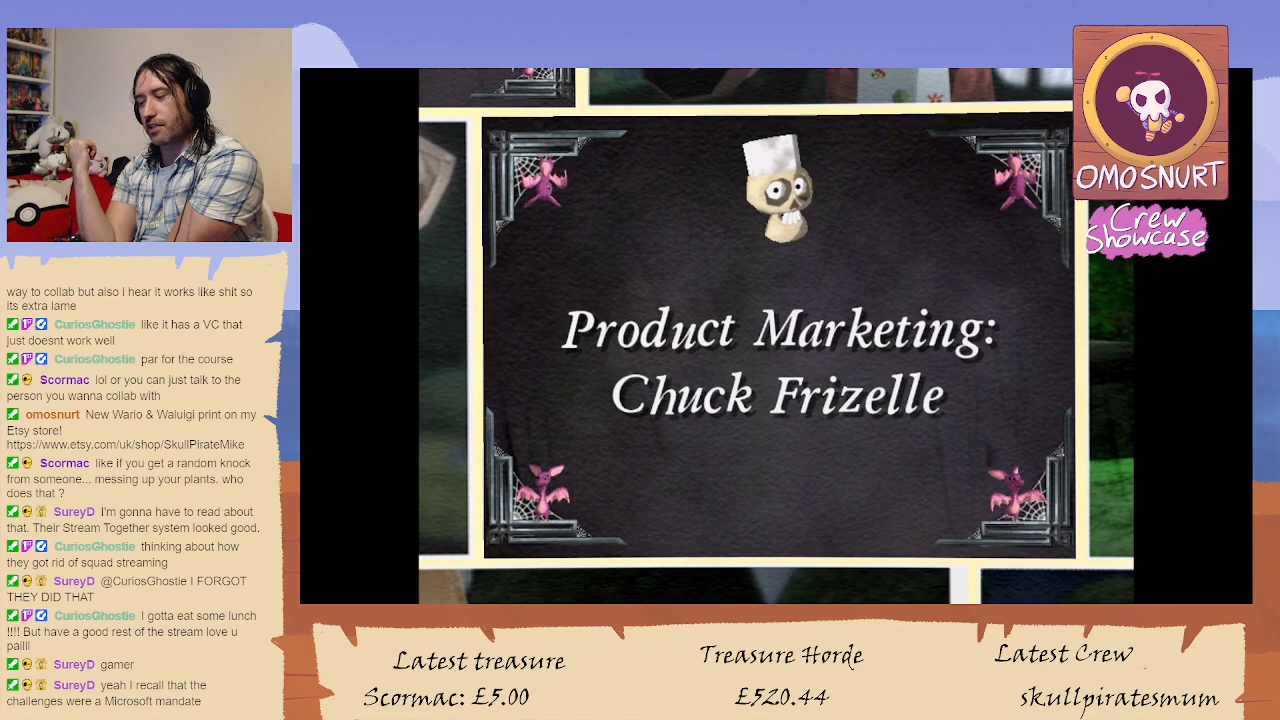 OMOSNURT
Crew
Showcase
Product Marketing:
Chuck Frizelle
way to collab but also i hear it works like shit so
its extra lame
CuriosGhostie like it has a VC that
just doesnt work well
CuriosGhostie par for the course
Scormac lol or you can just talk to the
person you wanna collab with
omosnurt New Wario & Waluigi print on my
Etsy store!
https://www.etsy.com/uk/shop/SkullPirateMike
Scormac like if you get a random knock
from someone... messing up your plants. who
does that ?
SureyD I'm gonna have to read about
that. Their Stream Together system looked good.
CuriosGhostie thinking about how
they got rid of squad streaming
SureyD @CuriosGhostie I FORGOT
THEY DID THAT
CuriosGhostie I gotta eat some lunch
!!!! But have a good rest of the stream love u
pallll
SureyD gamer
SureyD yeah I recall that the
challenges were a Microsoft mandate
Latest treasure
Scormac: £5.00
Treasure Horde
£520.44
Latest Crew
skullpiratesmum